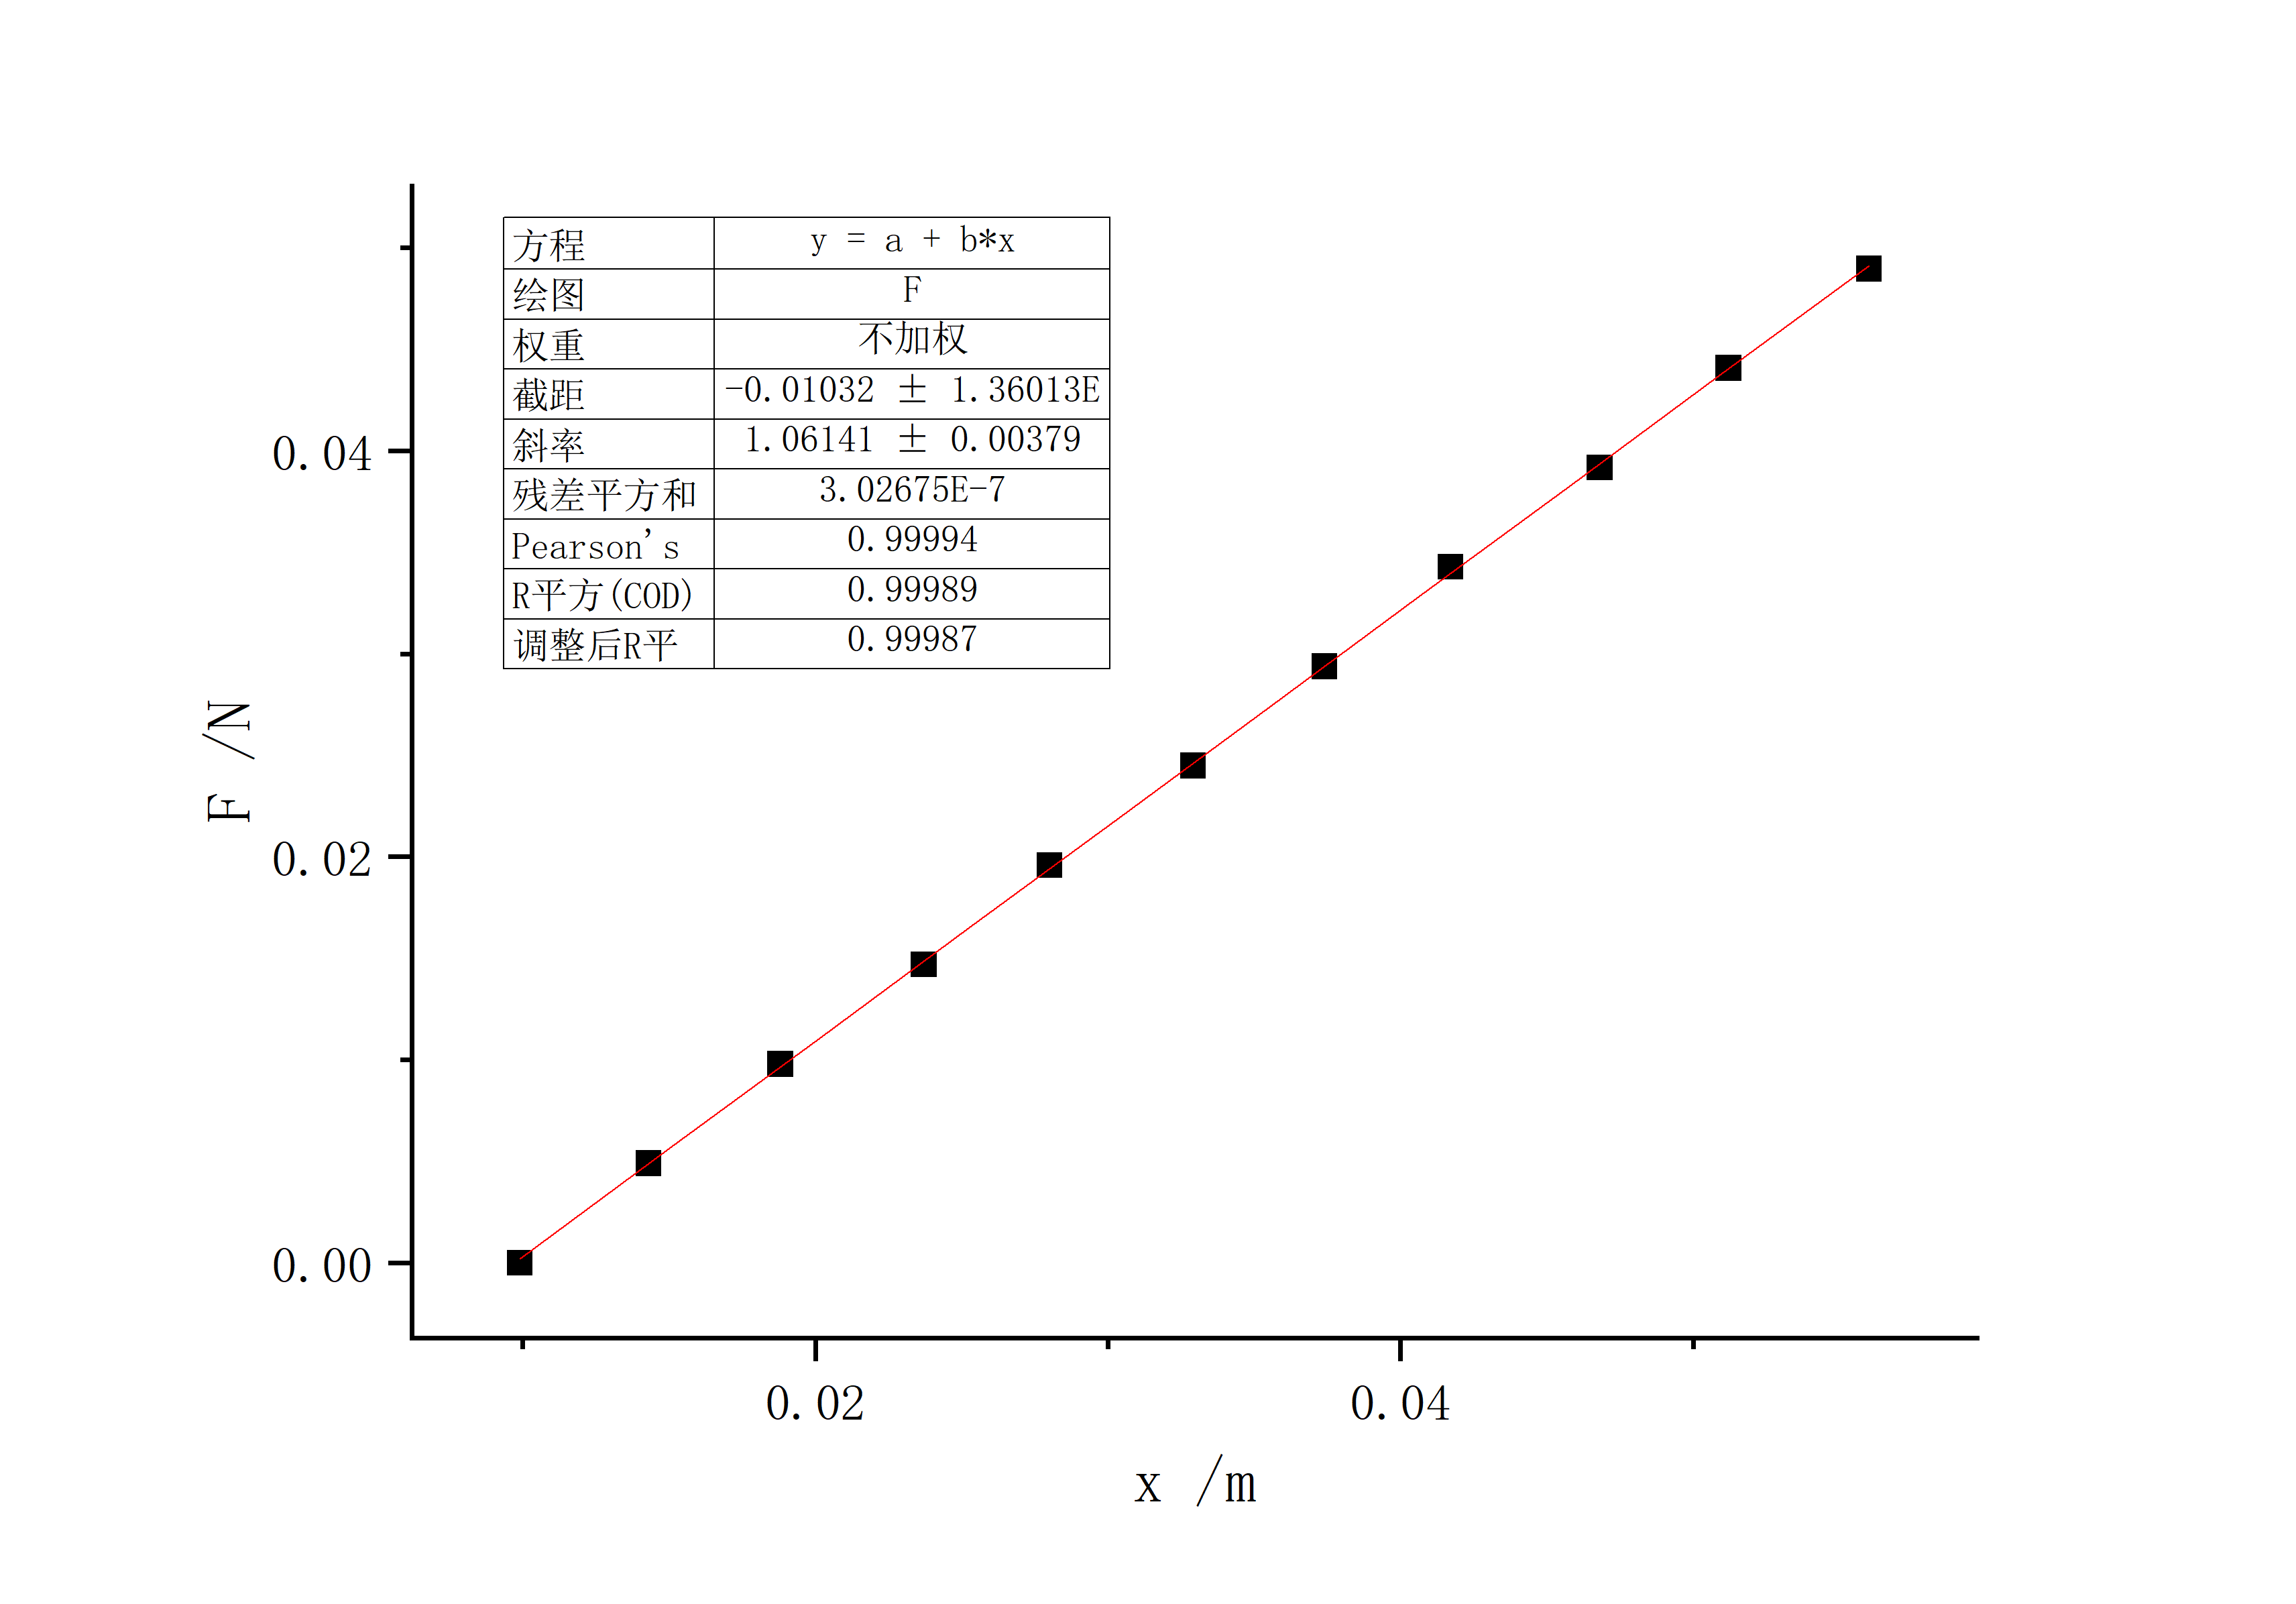 方程 y = a + b*x
绘图 F
权重 不加权
截距 -0.01032 ± 1.36013E
斜率 1.06141 ± 0.00379
残差平方和 3.02675E-7
Pearson's 0.99994
R平方(COD) 0.99989
调整后R平 0.99987
0.04
0.02
0.00
F /N
0.02 0.04
x /m